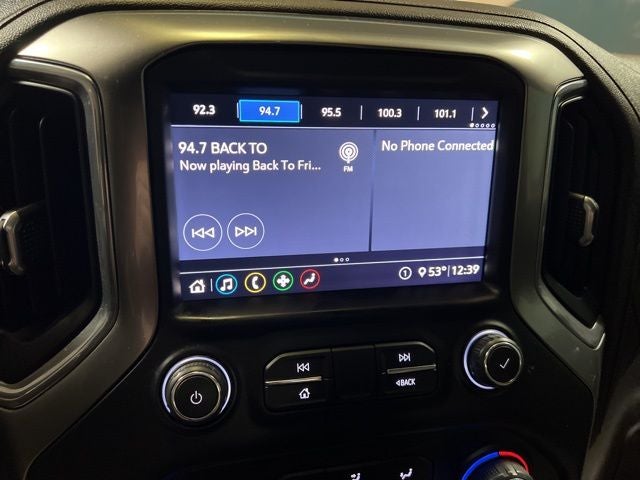 92.3 94.7 95.5 100.3 101.1
94.7 BACK TO
Now playing Back To Fri...
FM
No Phone Connected
1 53° 12:39
BACK